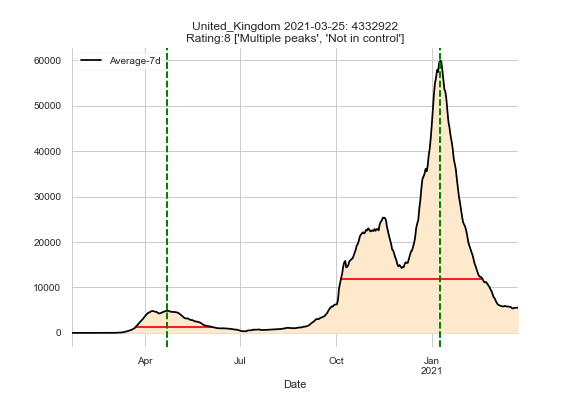 United_Kingdom 2021-03-25: 4332922
Rating:8 ['Multiple peaks', 'Not in control']
Average-7d
60000
50000
40000
30000
20000
10000
0
Apr
Jul
Oct
Jan
2021
Date